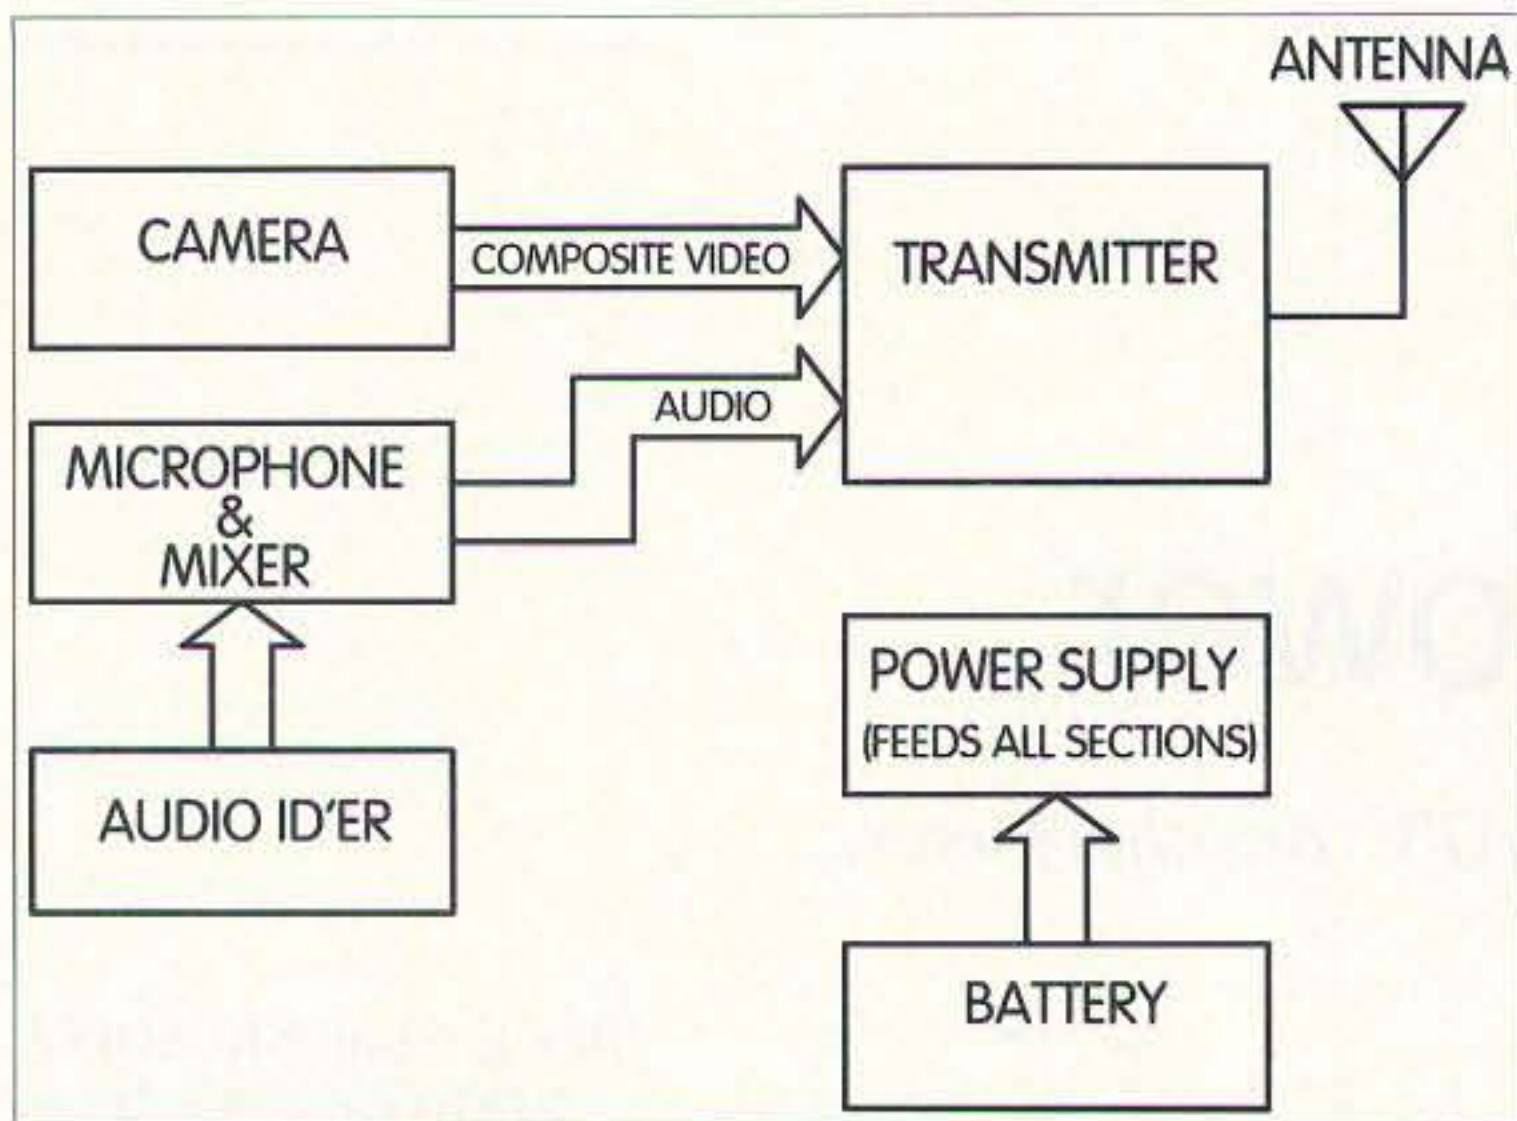 ANTENNA
CAMERA
COMPOSITE VIDEO
TRANSMITTER
AUDIO
MICROPHONE
&
MIXER
POWER SUPPLY
(FEEDS ALL SECTIONS)
AUDIO ID'ER
BATTERY